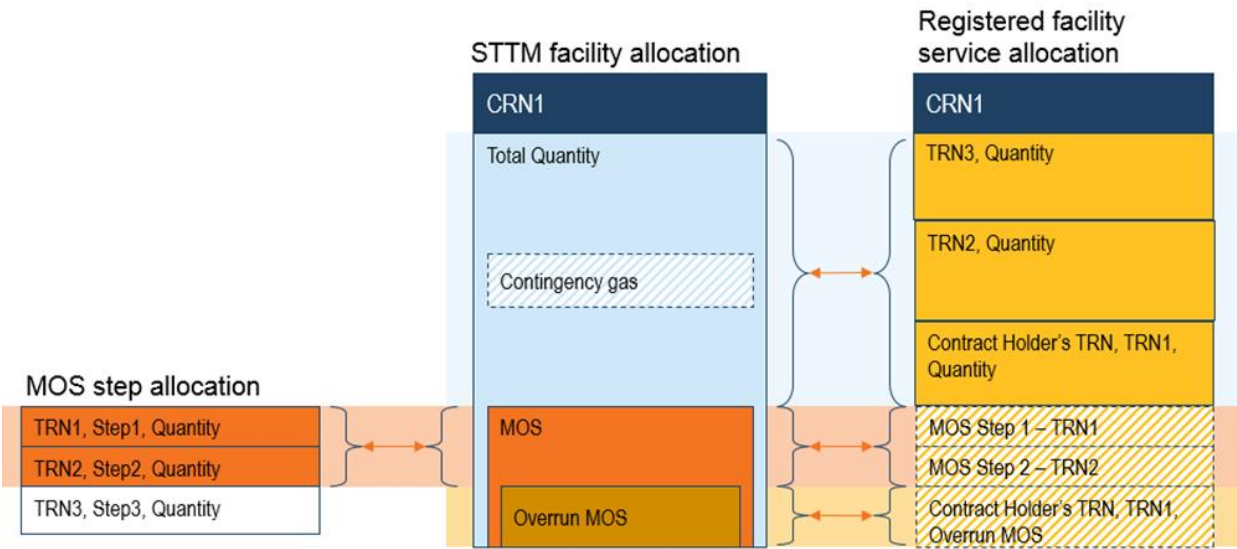 Registered facility
service allocation
STTM facility allocation
CRN1
CRN1
Total Quantity
TRN3, Quantity
TRN2, Quantity
Contingency gas
Contract Holder's TRN, TRN1,
Quantity
MOS step allocation
TRN1, Step1, Quantity
MOS
MOS Step 1 – TRN1
TRN2, Step2, Quantity
MOS Step 2 – TRN2
TRN3, Step3, Quantity
Overrun MOS
Contract Holder's TRN, TRN1,
Overrun MOS